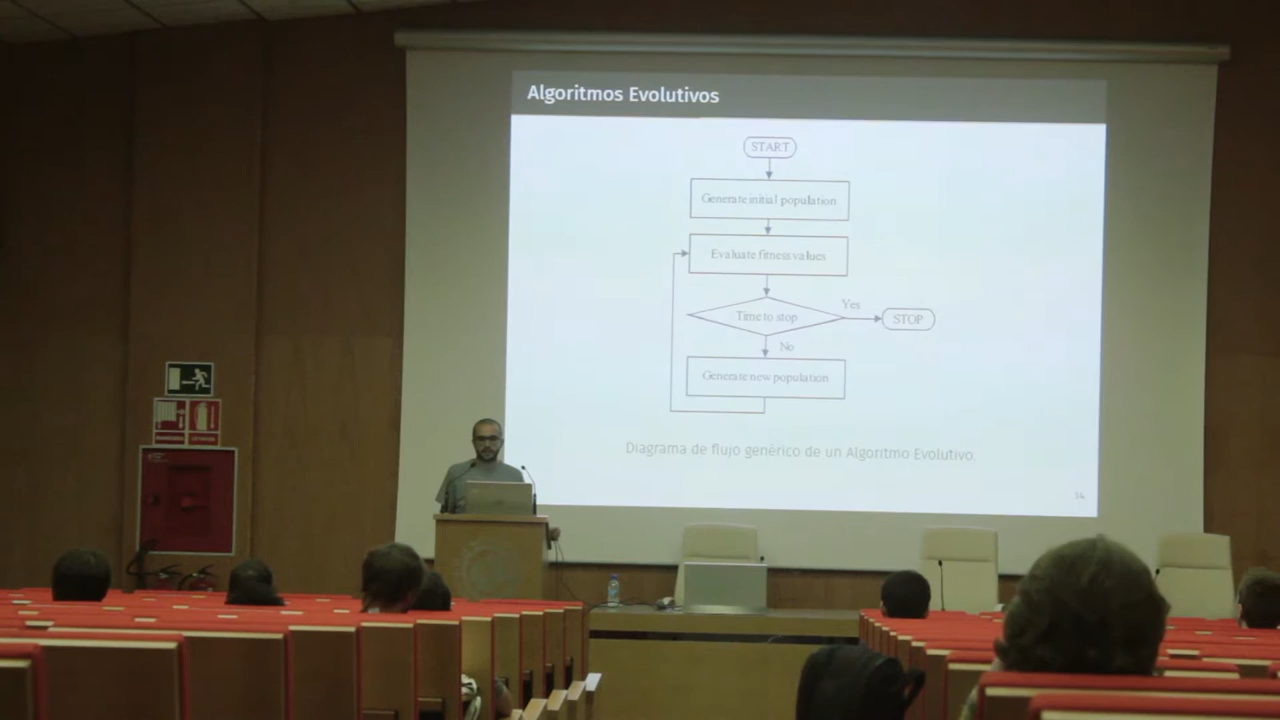 Algoritmos Evolutivos
START
Generate initial population
Evaluate fitness values
Time to stop
Yes
STOP
No
Generate new population
Diagrama de flujo genérico de un Algoritmo Evolutivo.